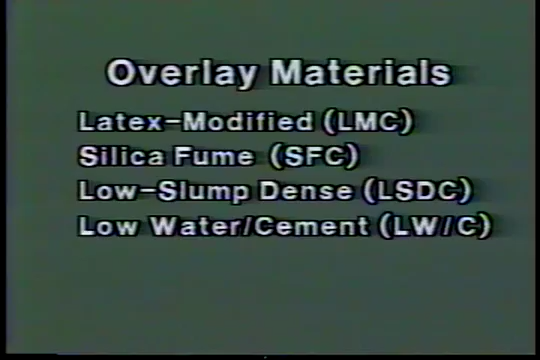 Overlay Materials
Latex-Modified (LMC)
Silica Fume (SFC)
Low-Slump Dense (LSDC)
Low Water/Cement (LW/C)